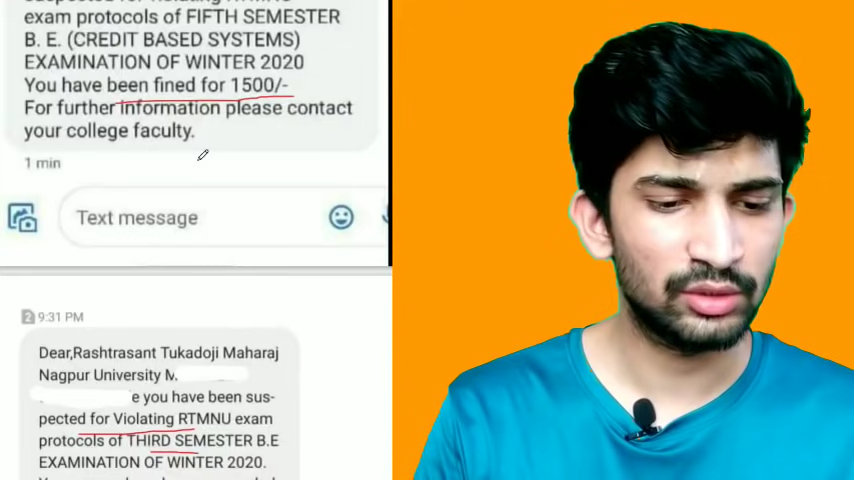 exam protocols of FIFTH SEMESTER
B. E. (CREDIT BASED SYSTEMS)
EXAMINATION OF WINTER 2020
You have been fined for 1500/-
For further information please contact
your college faculty.
1 min
Text message
2 9:31 PM
Dear,Rashtrasant Tukadoji Maharaj
Nagpur University
e you have been sus-
pected for Violating RTMNU exam
protocols of THIRD SEMESTER B.E
EXAMINATION OF WINTER 2020.